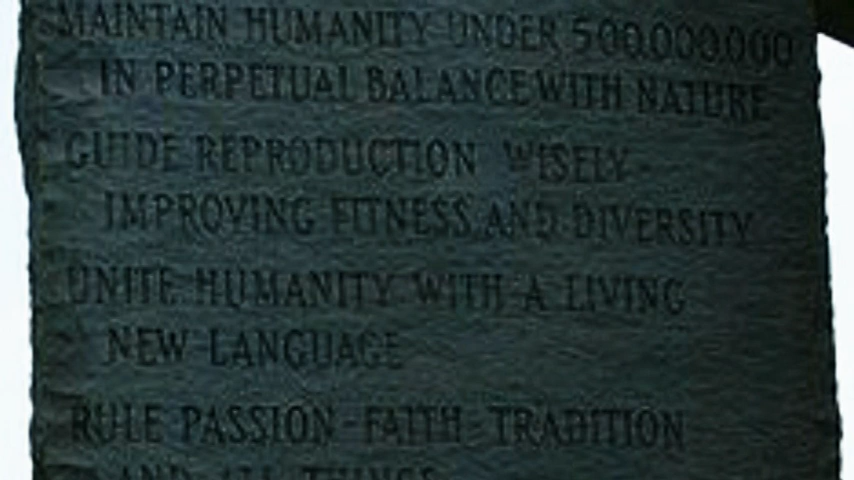 MAINTAIN HUMANITY UNDER 500,000,000
IN PERPETUAL BALANCE WITH NATURE
GUIDE REPRODUCTION WISELY -
IMPROVING FITNESS AND DIVERSITY
UNITE HUMANITY WITH A LIVING
NEW LANGUAGE
RULE PASSION - FAITH - TRADITION
AND ALL THINGS